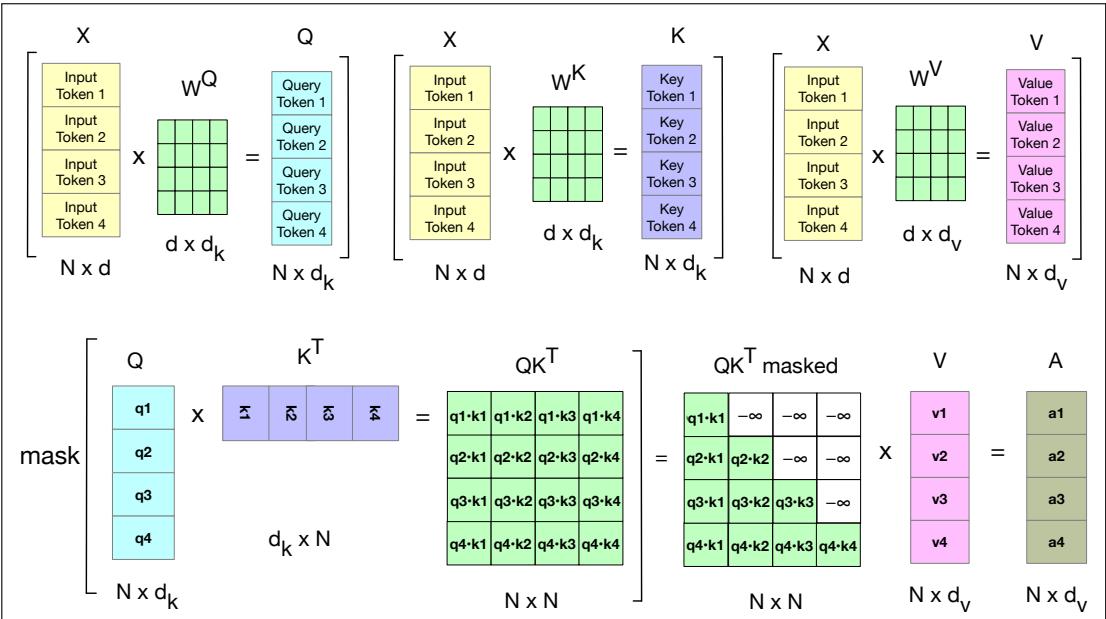 X
Input
Token 1
Input
Token 2
Input
Token 3
Input
Token 4
N x d
x
W^Q
d x d_k
=
Q
Query
Token 1
Query
Token 2
Query
Token 3
Query
Token 4
N x d_k
X
Input
Token 1
Input
Token 2
Input
Token 3
Input
Token 4
N x d
x
W^K
d x d_k
=
K
Key
Token 1
Key
Token 2
Key
Token 3
Key
Token 4
N x d_k
X
Input
Token 1
Input
Token 2
Input
Token 3
Input
Token 4
N x d
x
W^V
d x d_v
=
V
Value
Token 1
Value
Token 2
Value
Token 3
Value
Token 4
N x d_v
mask
Q
q1
q2
q3
q4
N x d_k
x
K^T
k1 k2 k3 k4
d_k x N
=
QK^T
q1•k1 q1•k2 q1•k3 q1•k4
q2•k1 q2•k2 q2•k3 q2•k4
q3•k1 q3•k2 q3•k3 q3•k4
q4•k1 q4•k2 q4•k3 q4•k4
N x N
=
QK^T masked
q1•k1 −∞ −∞ −∞
q2•k1 q2•k2 −∞ −∞
q3•k1 q3•k2 q3•k3 −∞
q4•k1 q4•k2 q4•k3 q4•k4
N x N
x
V
v1
v2
v3
v4
N x d_v
=
A
a1
a2
a3
a4
N x d_v